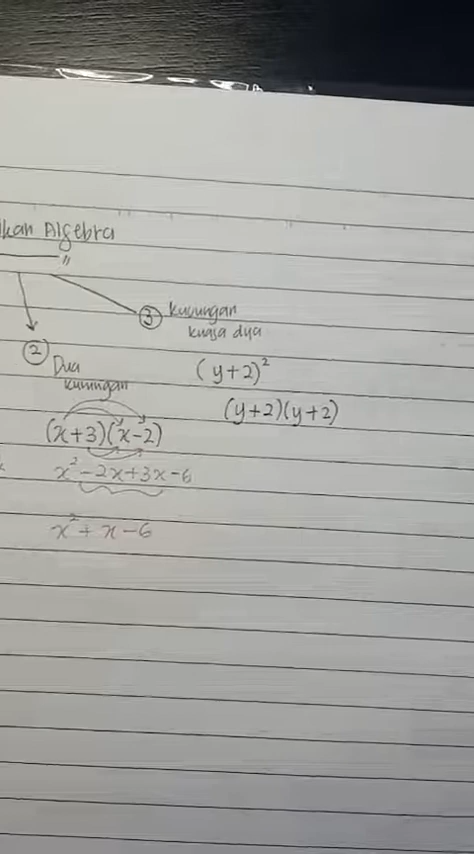 kan Algebra
③ kurungan
kuasa dua
② Dua
kurungan
(y+2)²
(y+2)(y+2)
(x+3)(x-2)
x²-2x+3x-6
x²+x-6